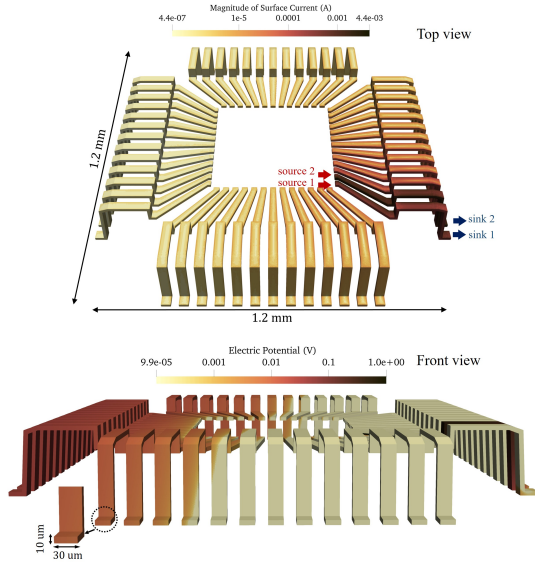 Magnitude of Surface Current (A)
4.4e-07 1e-5 0.0001 0.001 4.4e-03
Top view
1.2 mm
source 2
source 1
sink 2
sink 1
1.2 mm
Electric Potential (V)
Front view
9.9e-05 0.001 0.01 0.1 1.0e+00
10 um
30 um